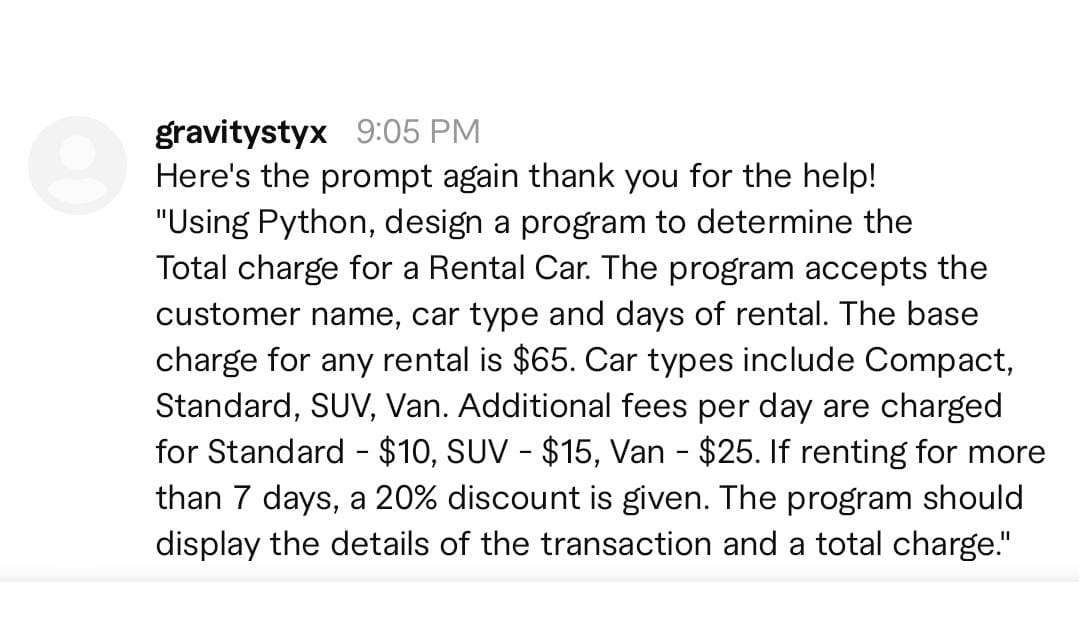 gravitystyx 9:05 PM
Here's the prompt again thank you for the help!
"Using Python, design a program to determine the
Total charge for a Rental Car. The program accepts the
customer name, car type and days of rental. The base
charge for any rental is $65. Car types include Compact,
Standard, SUV, Van. Additional fees per day are charged
for Standard - $10, SUV - $15, Van - $25. If renting for more
than 7 days, a 20% discount is given. The program should
display the details of the transaction and a total charge."